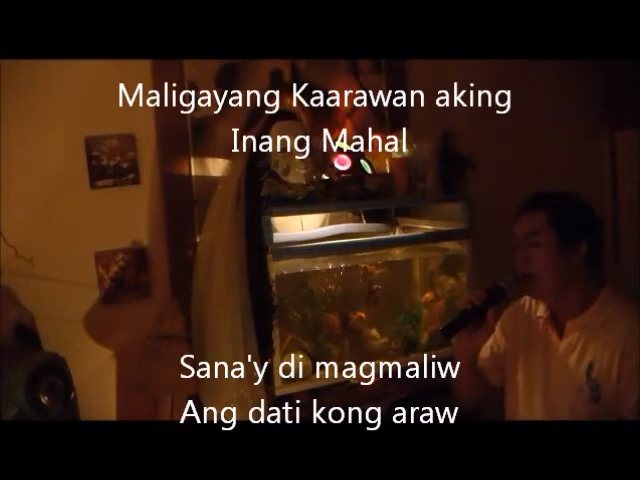 Maligayang Kaarawan aking
Inang Mahal
Sana'y di magmaliw
Ang dati kong araw